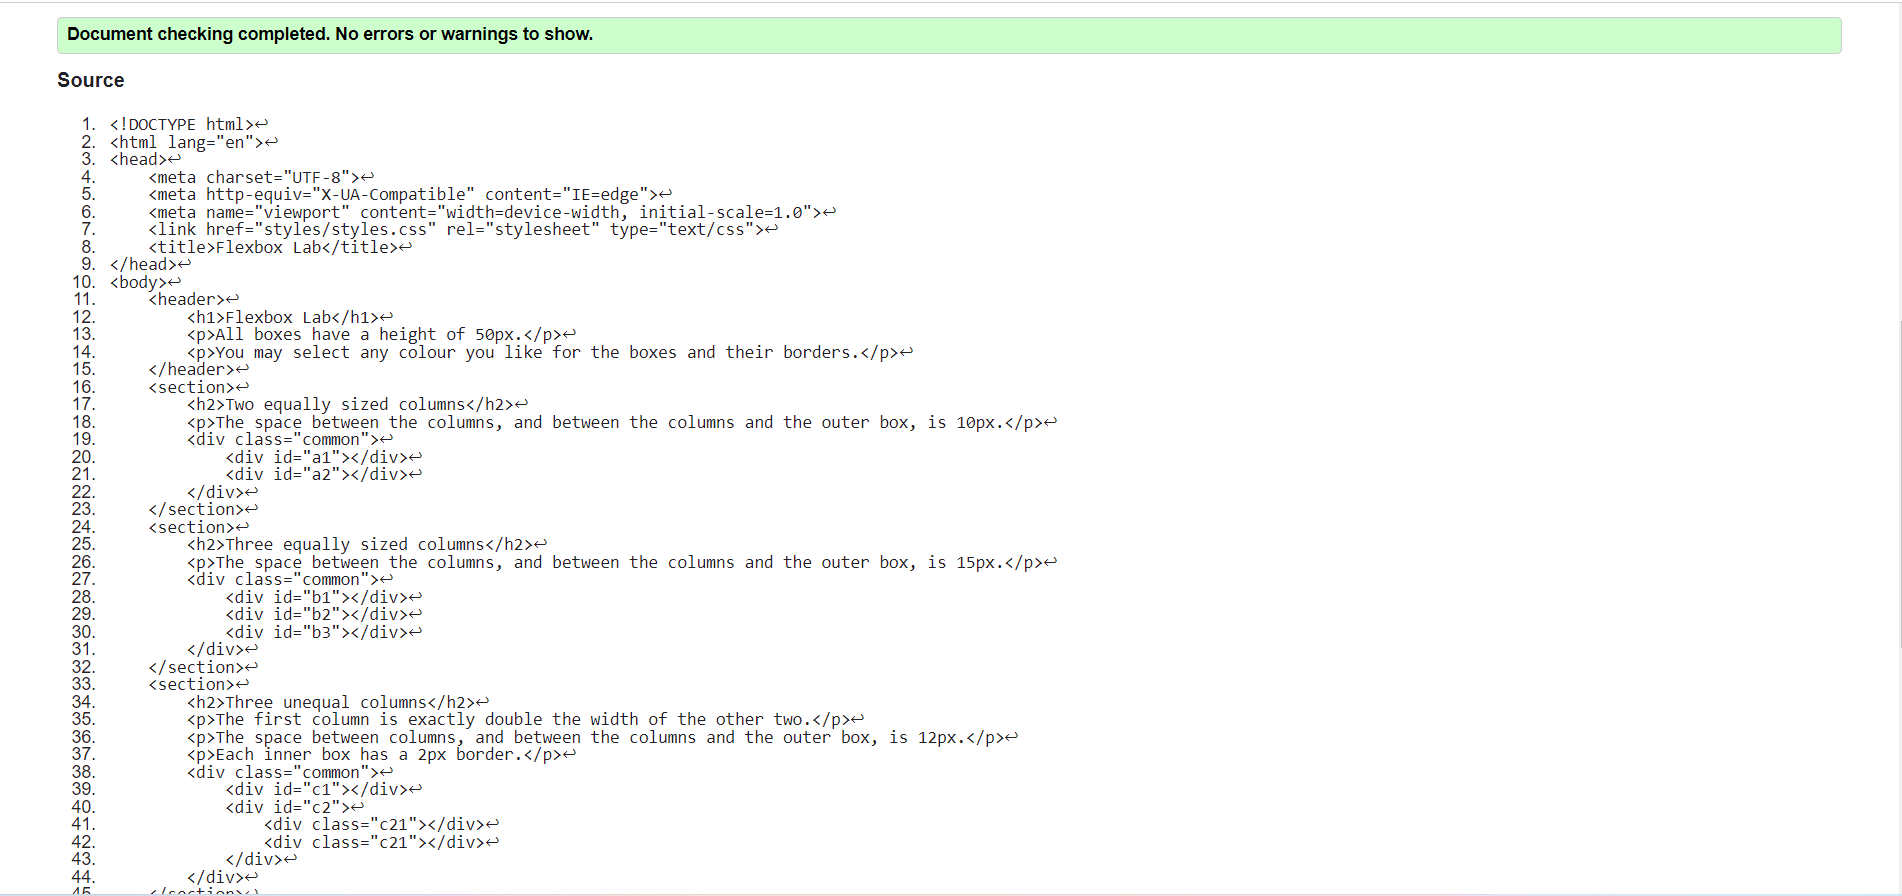 Document checking completed. No errors or warnings to show.
Source
1. <!DOCTYPE html>↩
2. <html lang="en">↩
3. <head>↩
4.     <meta charset="UTF-8">↩
5.     <meta http-equiv="X-UA-Compatible" content="IE=edge">↩
6.     <meta name="viewport" content="width=device-width, initial-scale=1.0">↩
7.     <link href="styles/styles.css" rel="stylesheet" type="text/css">↩
8.     <title>Flexbox Lab</title>↩
9. </head>↩
10. <body>↩
11.     <header>↩
12.         <h1>Flexbox Lab</h1>↩
13.         <p>All boxes have a height of 50px.</p>↩
14.         <p>You may select any colour you like for the boxes and their borders.</p>↩
15.     </header>↩
16.     <section>↩
17.         <h2>Two equally sized columns</h2>↩
18.         <p>The space between the columns, and between the columns and the outer box, is 10px.</p>↩
19.         <div class="common">↩
20.             <div id="a1"></div>↩
21.             <div id="a2"></div>↩
22.         </div>↩
23.     </section>↩
24.     <section>↩
25.         <h2>Three equally sized columns</h2>↩
26.         <p>The space between the columns, and between the columns and the outer box, is 15px.</p>↩
27.         <div class="common">↩
28.             <div id="b1"></div>↩
29.             <div id="b2"></div>↩
30.             <div id="b3"></div>↩
31.         </div>↩
32.     </section>↩
33.     <section>↩
34.         <h2>Three unequal columns</h2>↩
35.         <p>The first column is exactly double the width of the other two.</p>↩
36.         <p>The space between columns, and between the columns and the outer box, is 12px.</p>↩
37.         <p>Each inner box has a 2px border.</p>↩
38.         <div class="common">↩
39.             <div id="c1"></div>↩
40.             <div id="c2">↩
41.                 <div class="c21"></div>↩
42.                 <div class="c21"></div>↩
43.             </div>↩
44.         </div>↩
45.     </section>↩